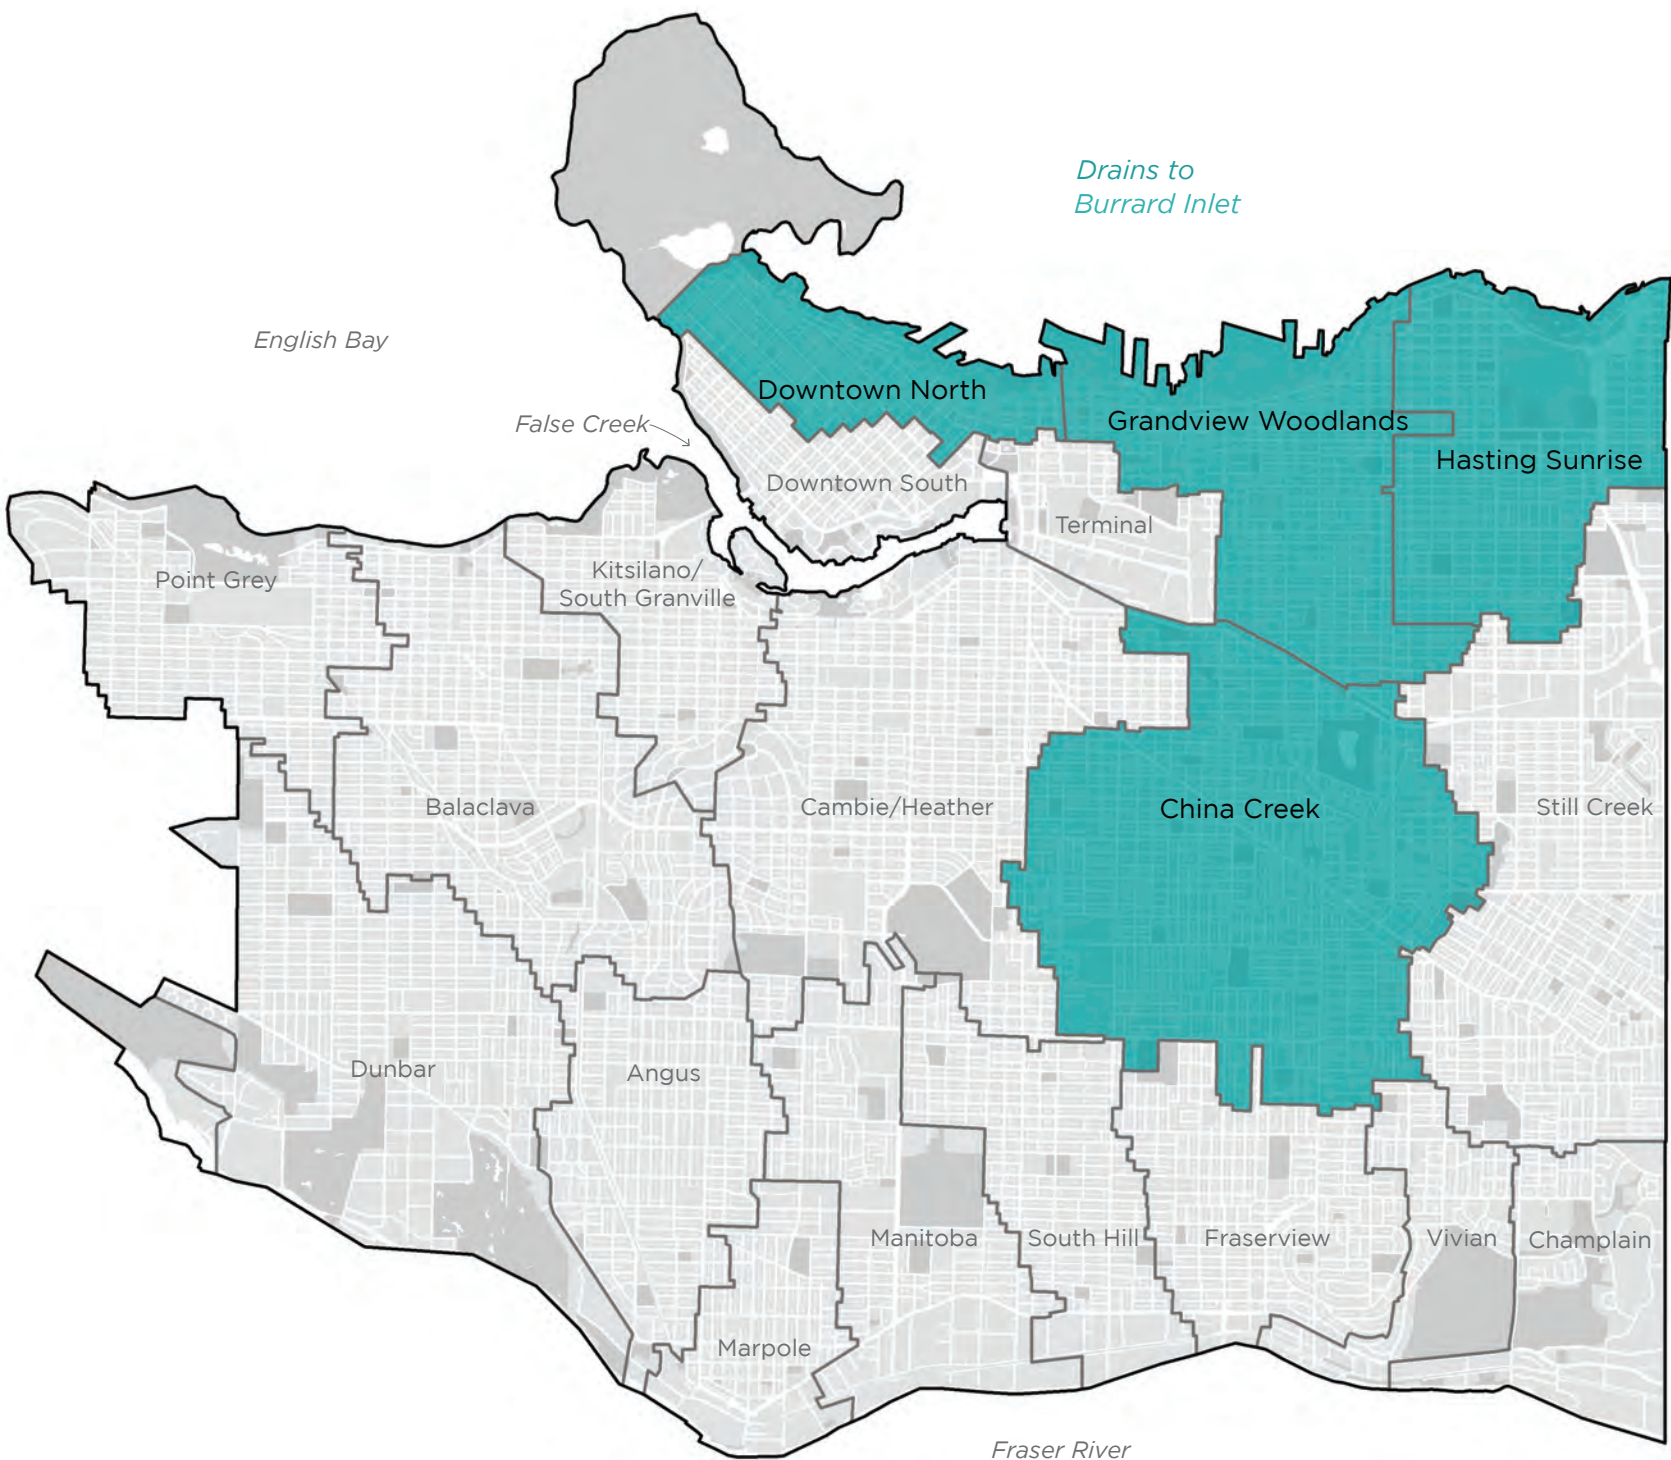 Drains to
Burrard Inlet
English Bay
Downtown North
False Creek
Grandview Woodlands
Hasting Sunrise
Downtown South
Terminal
Point Grey
Kitsilano/
South Granville
Balaclava
Cambie/Heather
China Creek
Still Creek
Dunbar
Angus
Manitoba
South Hill
Fraserview
Vivian
Champlain
Marpole
Fraser River